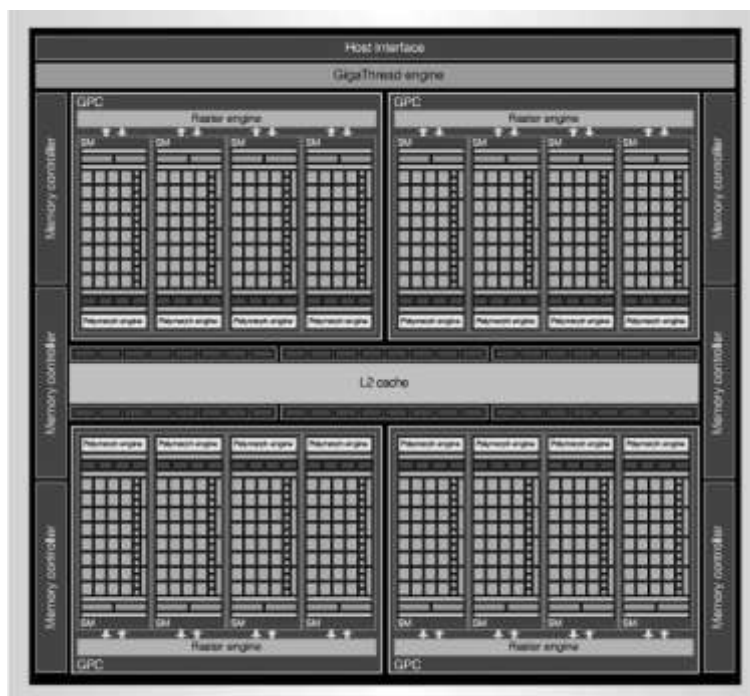 Host interface
GigaThread engine
GPC GPC
Raster engine Raster engine
SM SM SM SM SM SM SM SM
Memory controller Memory controller
Polymorph engine Polymorph engine Polymorph engine Polymorph engine Polymorph engine Polymorph engine Polymorph engine Polymorph engine
Memory controller Memory controller
L2 cache
Polymorph engine Polymorph engine Polymorph engine Polymorph engine Polymorph engine Polymorph engine Polymorph engine Polymorph engine
Memory controller Memory controller
SM SM SM SM SM SM SM SM
Raster engine Raster engine
GPC GPC